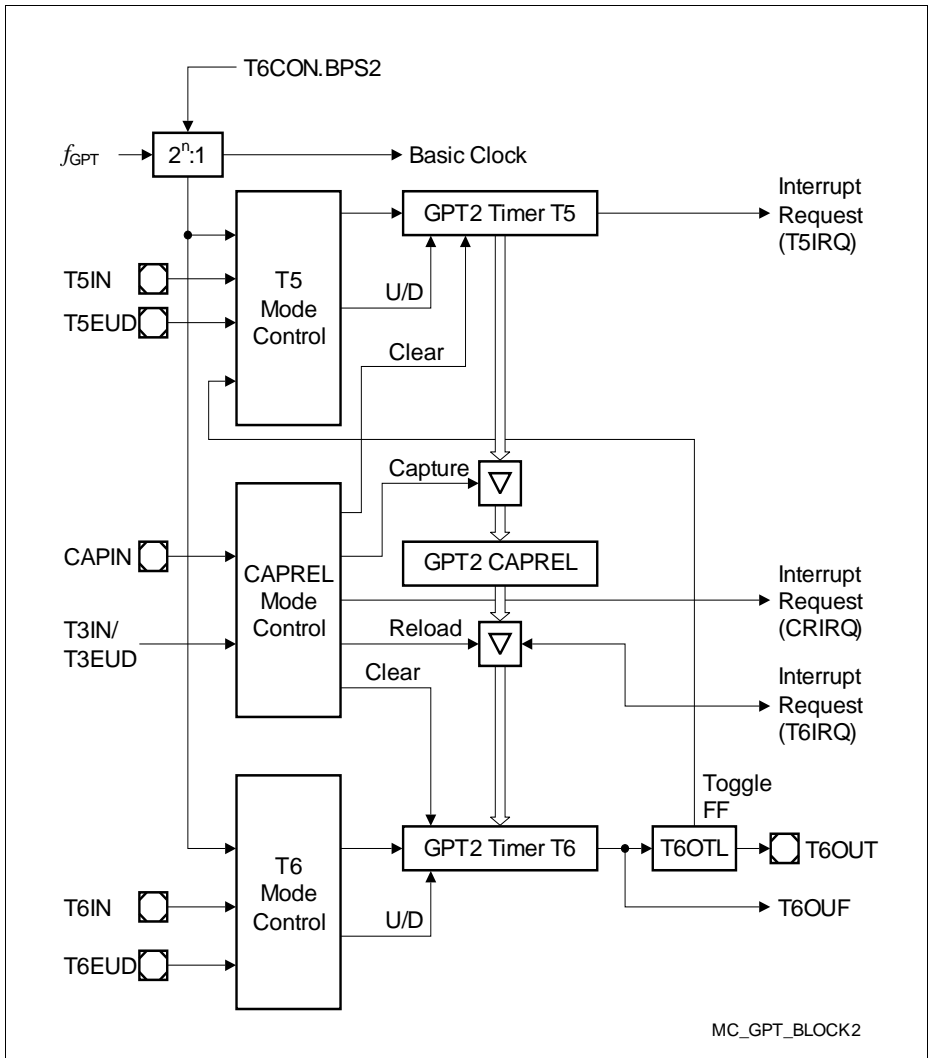 T6CON.BPS2
fGPT
2ⁿ:1
Basic Clock
Interrupt
Request
(T5IRQ)
GPT2 Timer T5
T5IN
T5
Mode
Control
U/D
T5EUD
Clear
Capture
CAPIN
CAPREL
Mode
Control
GPT2 CAPREL
Interrupt
Request
(CRIRQ)
T3IN/
T3EUD
Reload
Clear
Interrupt
Request
(T6IRQ)
Toggle
FF
T6
Mode
Control
GPT2 Timer T6
T6OTL
T6OUT
T6IN
U/D
T6OUF
T6EUD
MC_GPT_BLOCK2